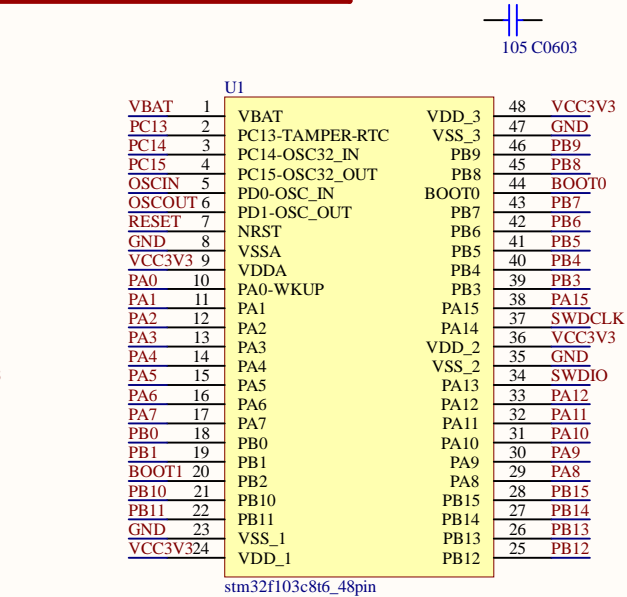 105 C0603
U1
VBAT 1 VBAT VDD_3 48 VCC3V3
PC13 2 PC13-TAMPER-RTC VSS_3 47 GND
PC14 3 PC14-OSC32_IN PB9 46 PB9
PC15 4 PC15-OSC32_OUT PB8 45 PB8
OSCIN 5 PD0-OSC_IN BOOT0 44 BOOT0
OSCOUT 6 PD1-OSC_OUT PB7 43 PB7
RESET 7 NRST PB6 42 PB6
GND 8 VSSA PB5 41 PB5
VCC3V3 9 VDDA PB4 40 PB4
PA0 10 PA0-WKUP PB3 39 PB3
PA1 11 PA1 PA15 38 PA15
PA2 12 PA2 PA14 37 SWDCLK
PA3 13 PA3 VDD_2 36 VCC3V3
PA4 14 PA4 VSS_2 35 GND
PA5 15 PA5 PA13 34 SWDIO
PA6 16 PA6 PA12 33 PA12
PA7 17 PA7 PA11 32 PA11
PB0 18 PB0 PA10 31 PA10
PB1 19 PB1 PA9 30 PA9
BOOT1 20 PB2 PA8 29 PA8
PB10 21 PB10 PB15 28 PB15
PB11 22 PB11 PB14 27 PB14
GND 23 VSS_1 PB13 26 PB13
VCC3V3 24 VDD_1 PB12 25 PB12
stm32f103c8t6_48pin